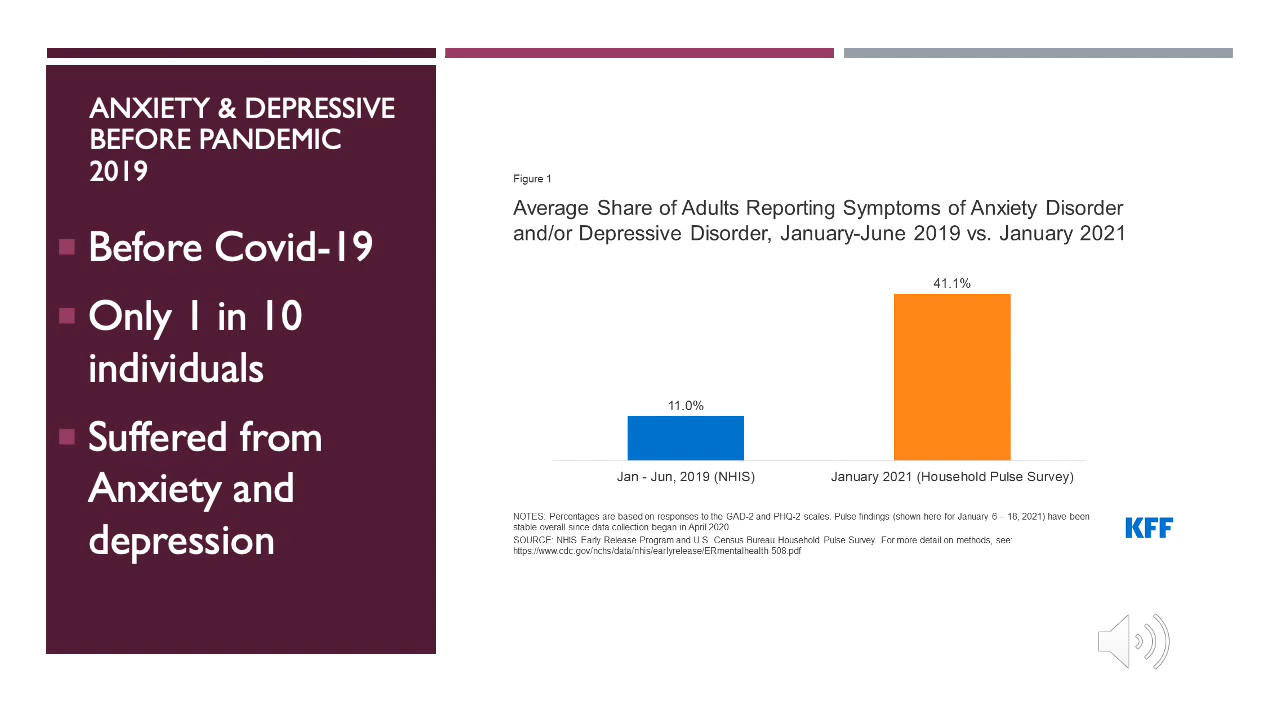 ANXIETY & DEPRESSIVE
BEFORE PANDEMIC
2019
Before Covid-19
Only 1 in 10
individuals
Suffered from
Anxiety and
depression
Figure 1
Average Share of Adults Reporting Symptoms of Anxiety Disorder
and/or Depressive Disorder, January-June 2019 vs. January 2021
41.1%
11.0%
Jan - Jun, 2019 (NHIS)
January 2021 (Household Pulse Survey)
NOTES: Percentages are based on responses to the GAD-2 and PHQ-2 scales. Pulse findings (shown here for January 6 – 18, 2021) have been
stable overall since data collection began in April 2020.
SOURCE: NHIS Early Release Program and U.S. Census Bureau Household Pulse Survey. For more detail on methods, see:
https://www.cdc.gov/nchs/data/nhis/earlyrelease/ERmentalhealth-508.pdf
KFF